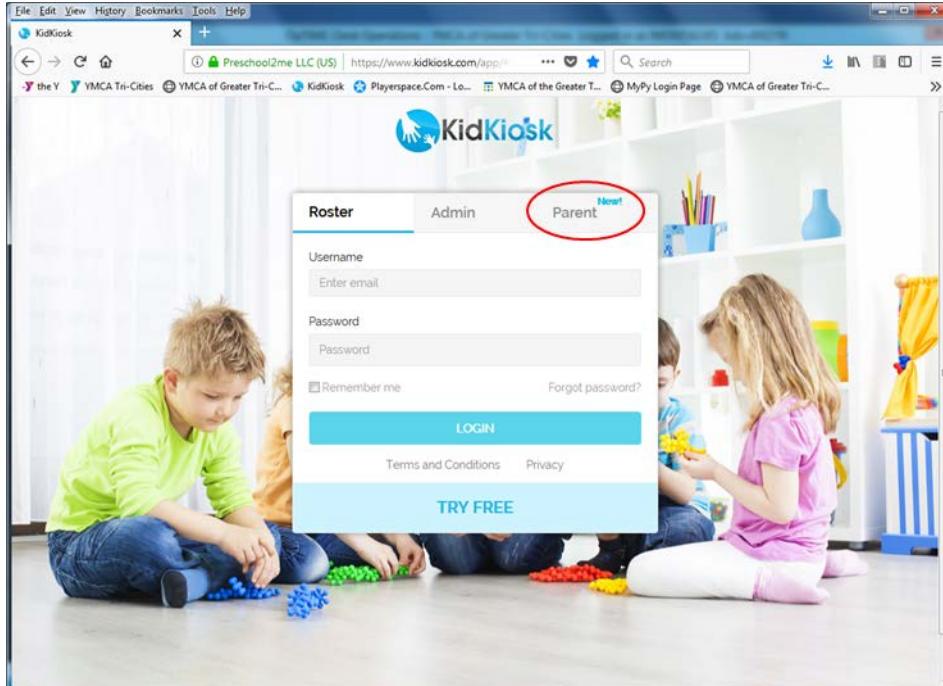 File Edit View History Bookmarks Tools Help
KidKiosk
Preschool2me LLC (US) https://www.kidkiosk.com/app/ Search
the Y YMCA Tri-Cities YMCA of Greater Tri-C... KidKiosk Playerspace.Com - Lo... YMCA of the Greater T... MyPy Login Page YMCA of Greater Tri-C...
KidKiosk
Roster Admin Parent New!
Username
Enter email
Password
Password
Remember me Forgot password?
LOGIN
Terms and Conditions Privacy
TRY FREE